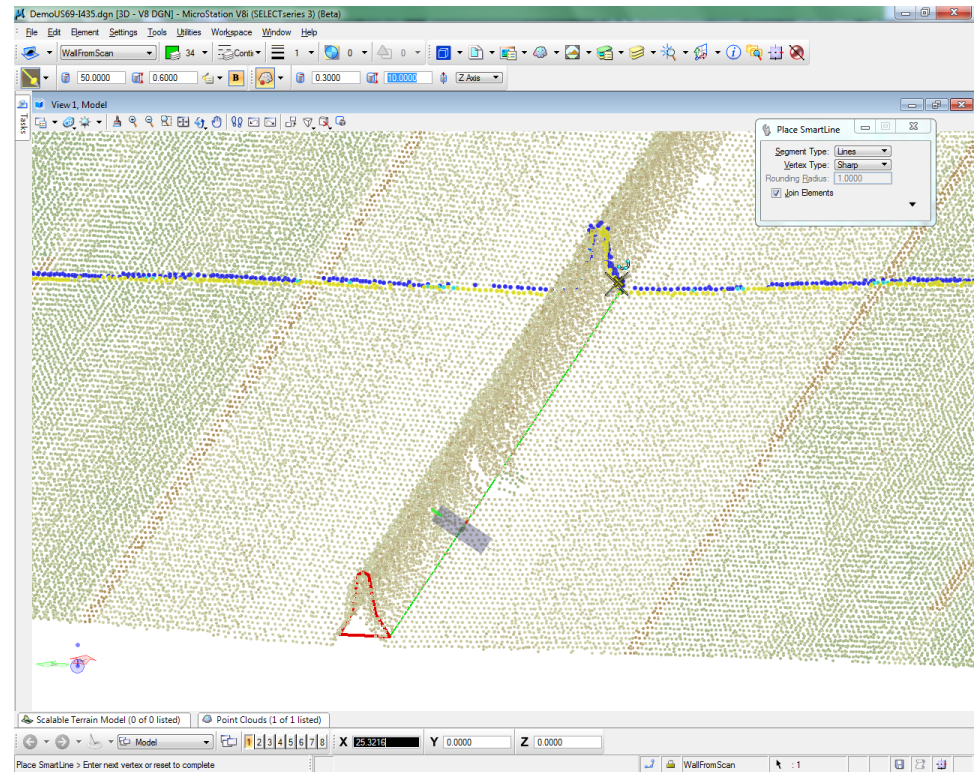 DemoUS69-I435.dgn [3D - V8 DGN] - MicroStation V8i (SELECTseries 3) (Beta)
File Edit Element Settings Tools Utilities Workspace Window Help
WallFromScan 34 Conti 1 0 0
50.0000 0.6000 B 0.3000 10.0000 Z Axis
View 1, Model
Tasks
Place SmartLine
Segment Type: Lines
Vertex Type: Sharp
Rounding Radius: 1.0000
Join Elements
Scalable Terrain Model (0 of 0 listed) Point Clouds (1 of 1 listed)
Model 1 2 3 4 5 6 7 8 X 25.3216 Y 0.0000 Z 0.0000
Place SmartLine > Enter next vertex or reset to complete WallFromScan : 1